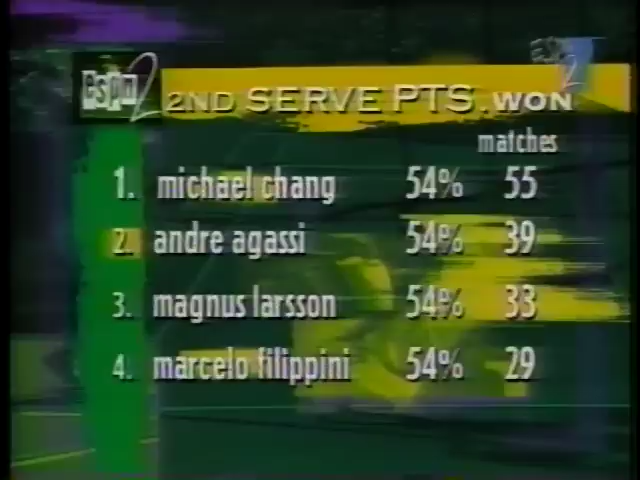 espn2
ESPN2
2ND SERVE PTS. WON
matches
1. michael chang 54% 55
2. andre agassi 54% 39
3. magnus larsson 54% 33
4. marcelo filippini 54% 29